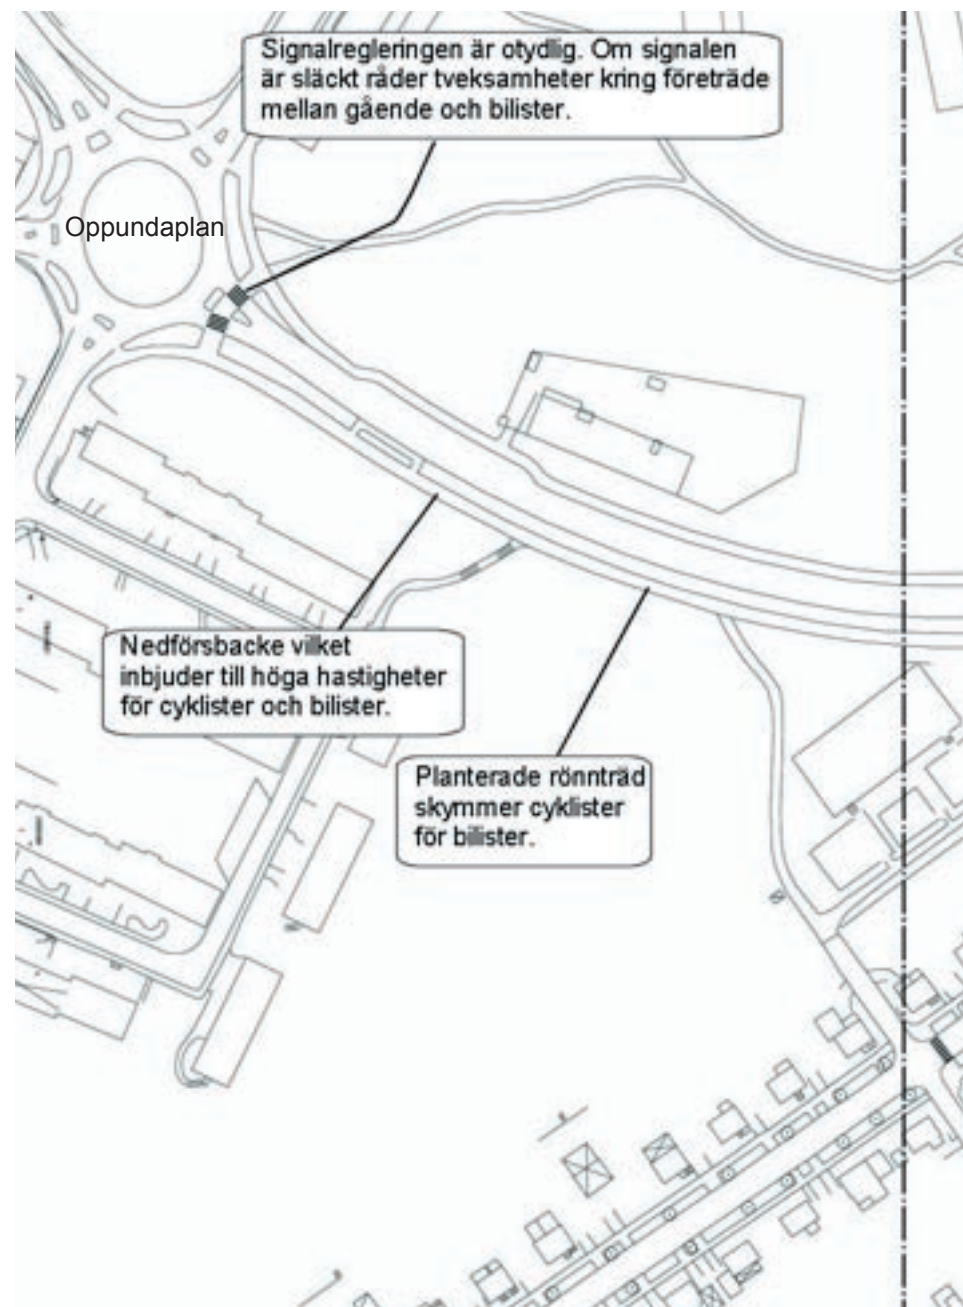 Signalregleringen är otydlig. Om signalen
är släckt råder tveksamheter kring företräde
mellan gående och bilister.
Oppundaplan
Nedförsbacke vilket
inbjuder till höga hastigheter
för cyklister och bilister.
Planterade rönnträd
skymmer cyklister
för bilister.